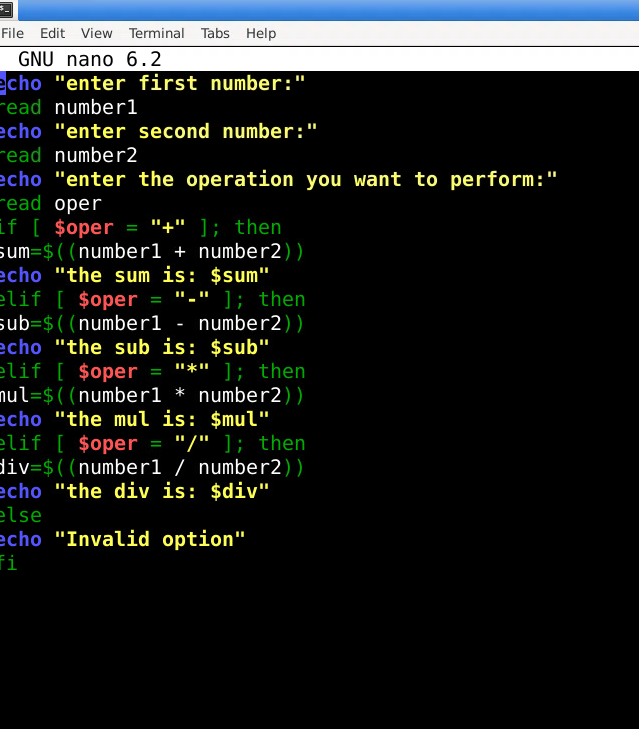 File Edit View Terminal Tabs Help
GNU nano 6.2
echo "enter first number:"
read number1
echo "enter second number:"
read number2
echo "enter the operation you want to perform:"
read oper
if [ $oper = "+" ]; then
sum=$((number1 + number2))
echo "the sum is: $sum"
elif [ $oper = "-" ]; then
sub=$((number1 - number2))
echo "the sub is: $sub"
elif [ $oper = "*" ]; then
mul=$((number1 * number2))
echo "the mul is: $mul"
elif [ $oper = "/" ]; then
div=$((number1 / number2))
echo "the div is: $div"
else
echo "Invalid option"
fi